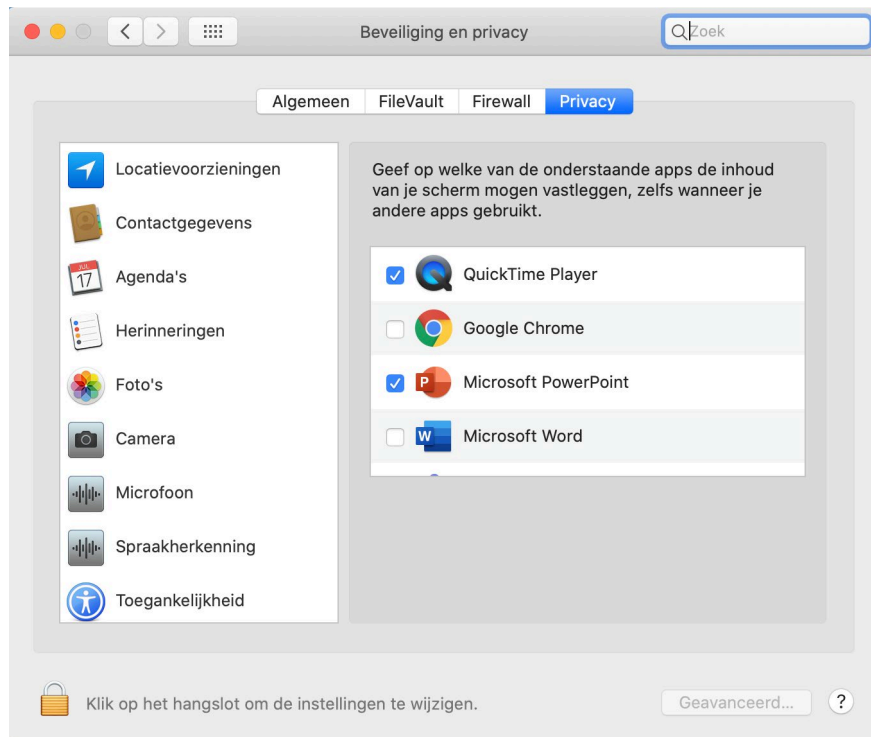 Beveiliging en privacy
Zoek
Algemeen FileVault Firewall Privacy
Locatievoorzieningen
Contactgegevens
JUL
17
Agenda's
Herinneringen
Foto's
Camera
Microfoon
Spraakherkenning
Toegankelijkheid
Geef op welke van de onderstaande apps de inhoud
van je scherm mogen vastleggen, zelfs wanneer je
andere apps gebruikt.
QuickTime Player
Google Chrome
P
Microsoft PowerPoint
W
Microsoft Word
Klik op het hangslot om de instellingen te wijzigen.
Geavanceerd...
?